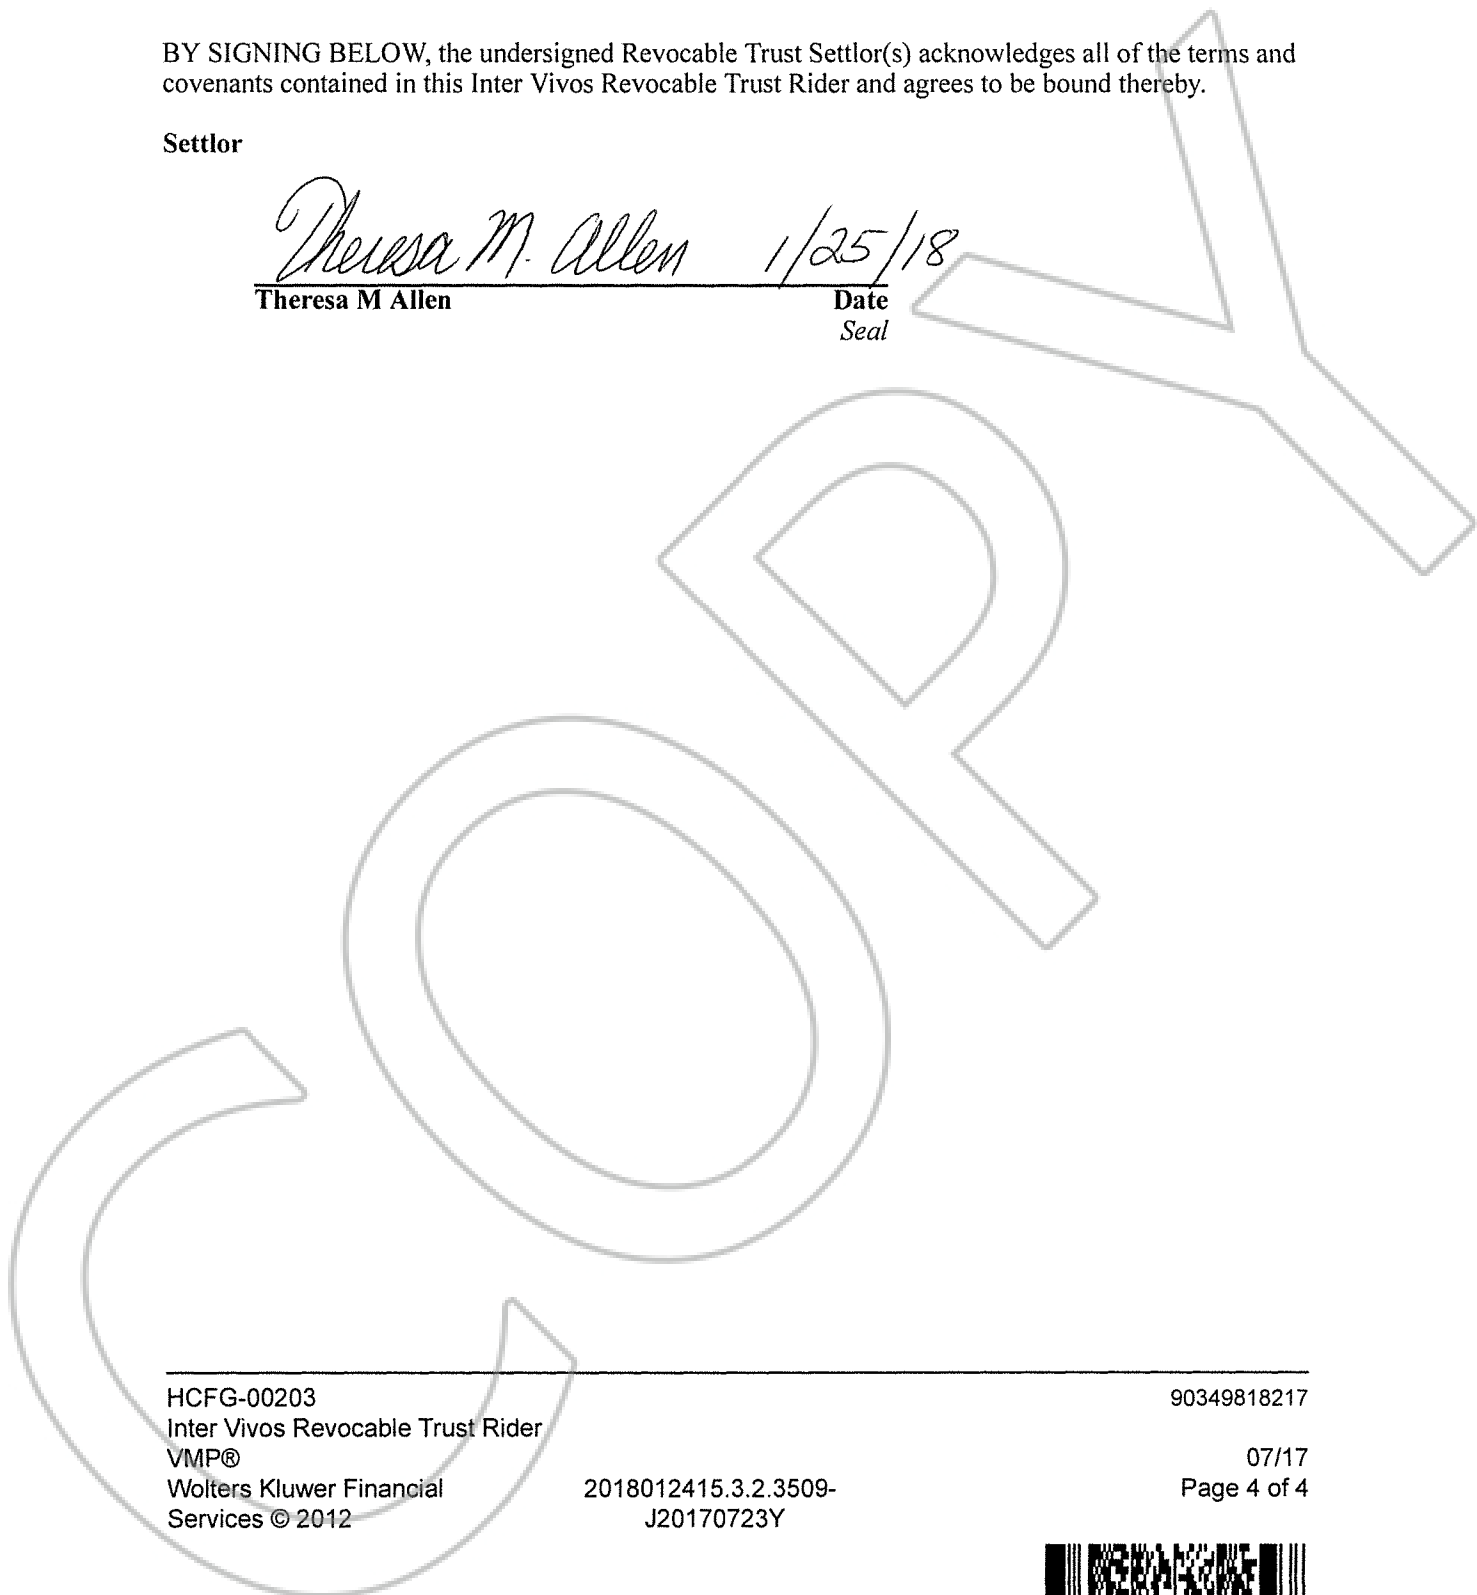 BY SIGNING BELOW, the undersigned Revocable Trust Settlor(s) acknowledges all of the terms and
covenants contained in this Inter Vivos Revocable Trust Rider and agrees to be bound thereby.
Settlor
Theresa M. Allen 1/25/18
Theresa M Allen Date
Seal
COPY
HCFG-00203 90349818217
Inter Vivos Revocable Trust Rider
VMP® 07/17
Wolters Kluwer Financial 2018012415.3.2.3509- Page 4 of 4
Services © 2012 J20170723Y